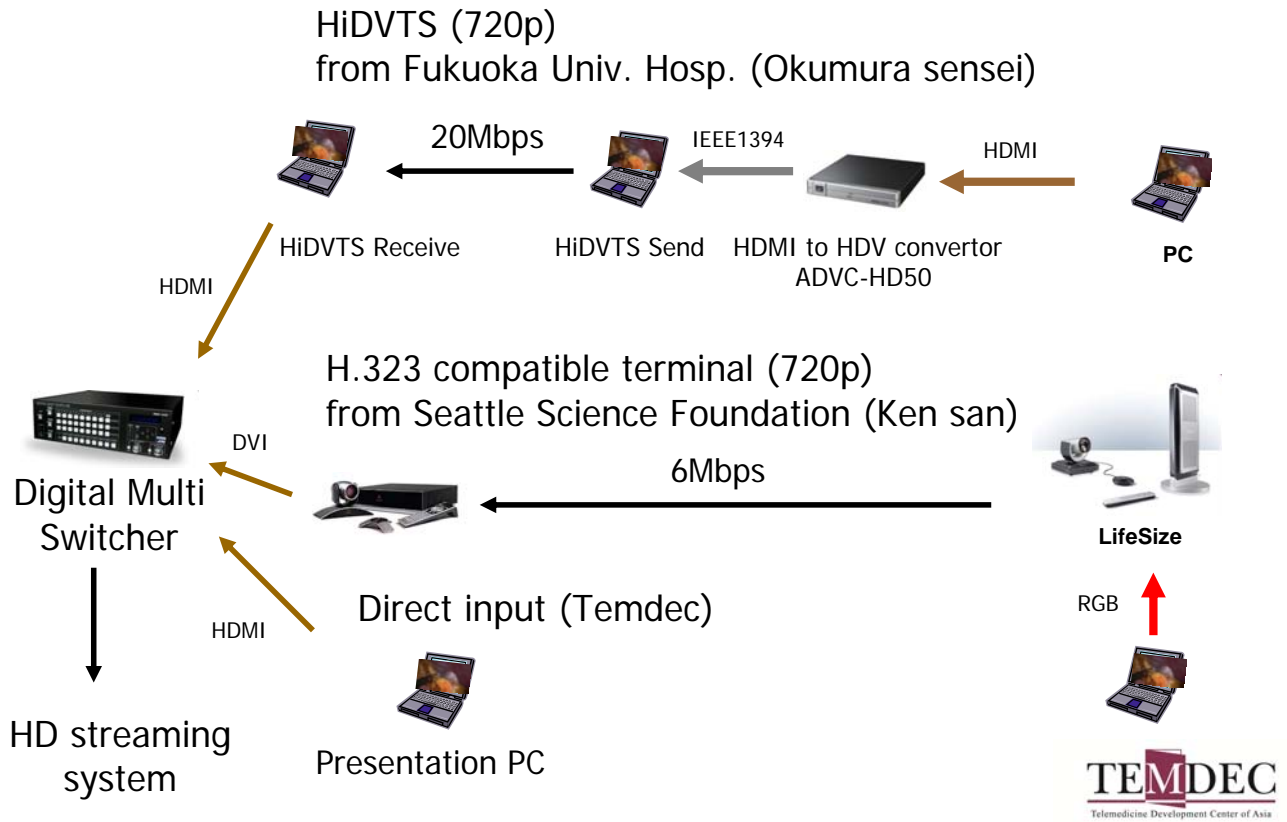 HiDVTS (720p)
from Fukuoka Univ. Hosp. (Okumura sensei)
20Mbps
IEEE1394
HDMI
HiDVTS Receive
HiDVTS Send
HDMI to HDV convertor
ADVC-HD50
PC
HDMI
H.323 compatible terminal (720p)
from Seattle Science Foundation (Ken san)
DVI
6Mbps
Digital Multi
Switcher
LifeSize
Direct input (Temdec)
RGB
HDMI
HD streaming
system
Presentation PC
TEMDEC
Telemedicine Development Center of Asia